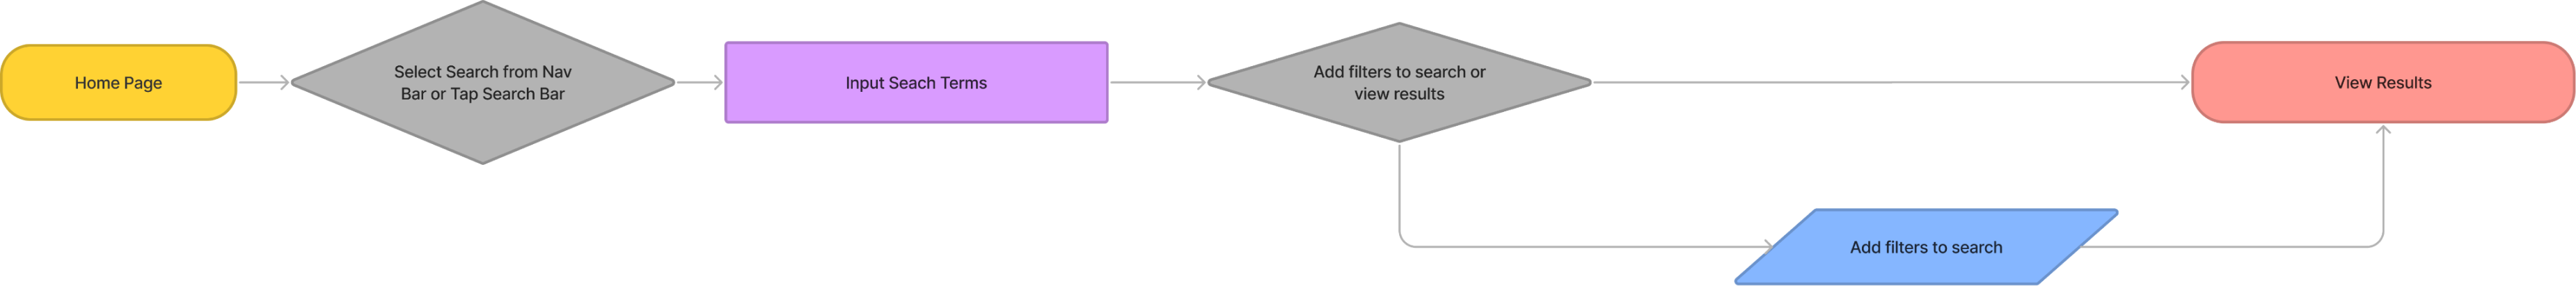 Home Page
Select Search from Nav
Bar or Tap Search Bar
Input Seach Terms
Add filters to search or
view results
View Results
Add filters to search